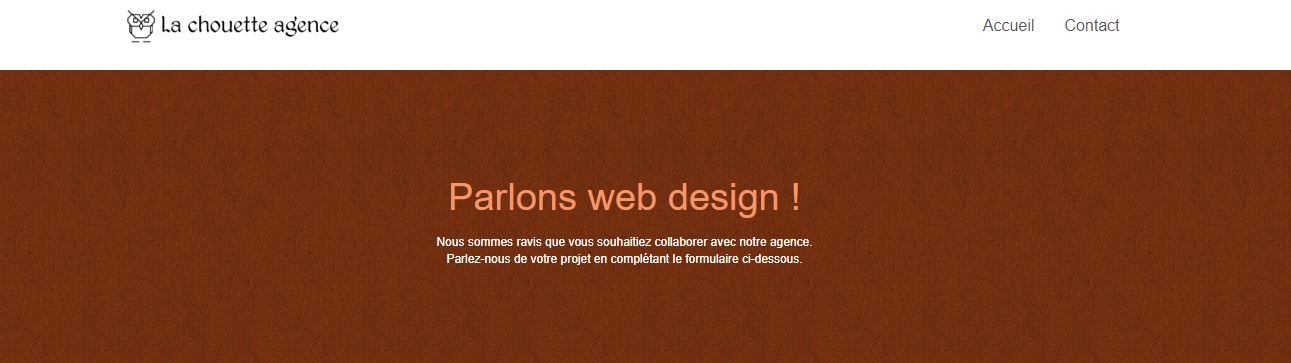 La chouette agence
Accueil Contact
Parlons web design !
Nous sommes ravis que vous souhaitiez collaborer avec notre agence.
Parlez-nous de votre projet en complétant le formulaire ci-dessous.